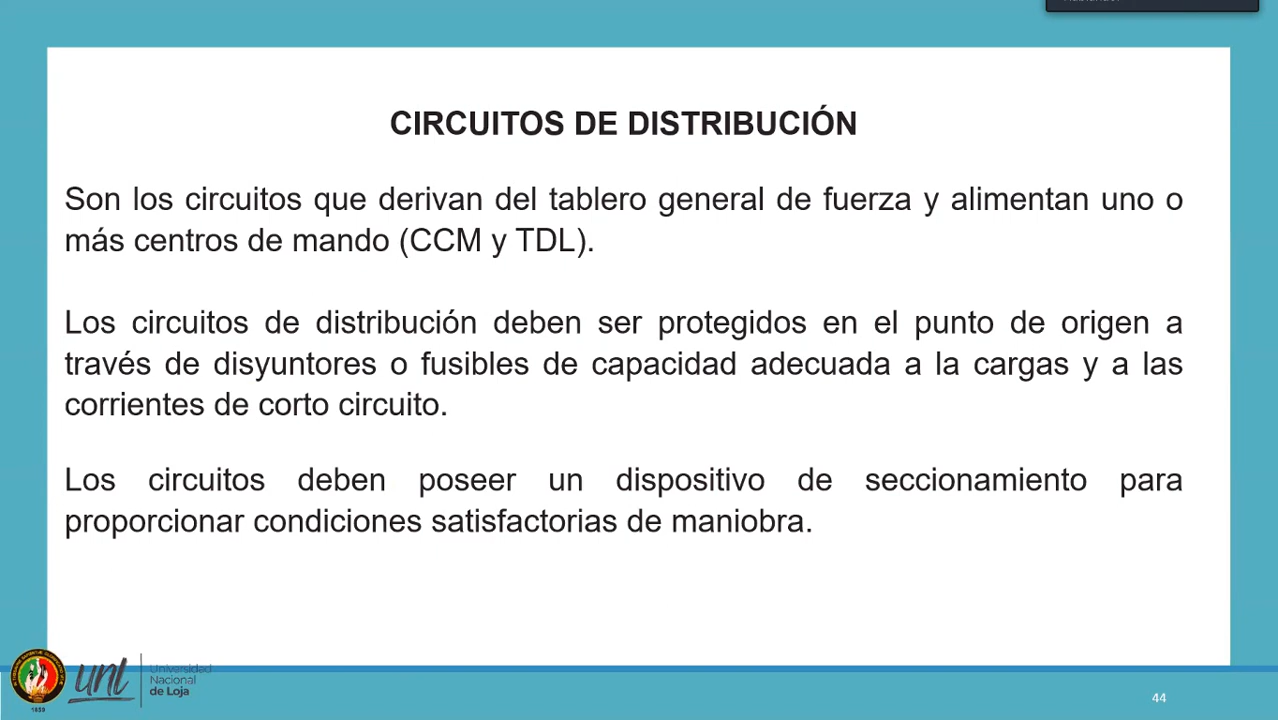 CIRCUITOS DE DISTRIBUCIÓN
Son los circuitos que derivan del tablero general de fuerza y alimentan uno o
más centros de mando (CCM y TDL).
Los circuitos de distribución deben ser protegidos en el punto de origen a
través de disyuntores o fusibles de capacidad adecuada a la cargas y a las
corrientes de corto circuito.
Los circuitos deben poseer un dispositivo de seccionamiento para
proporcionar condiciones satisfactorias de maniobra.
unl
Universidad
Nacional
de Loja
1859
44